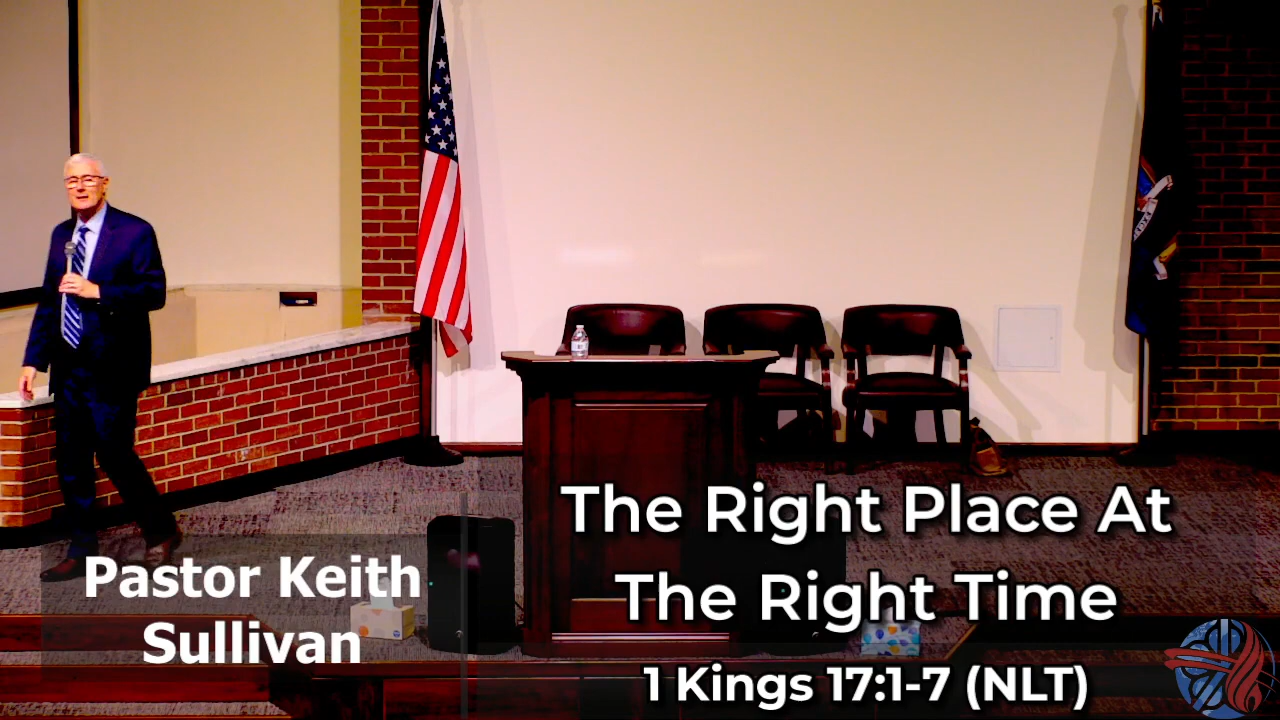 Pastor Keith
Sullivan
The Right Place At
The Right Time
1 Kings 17:1-7 (NLT)